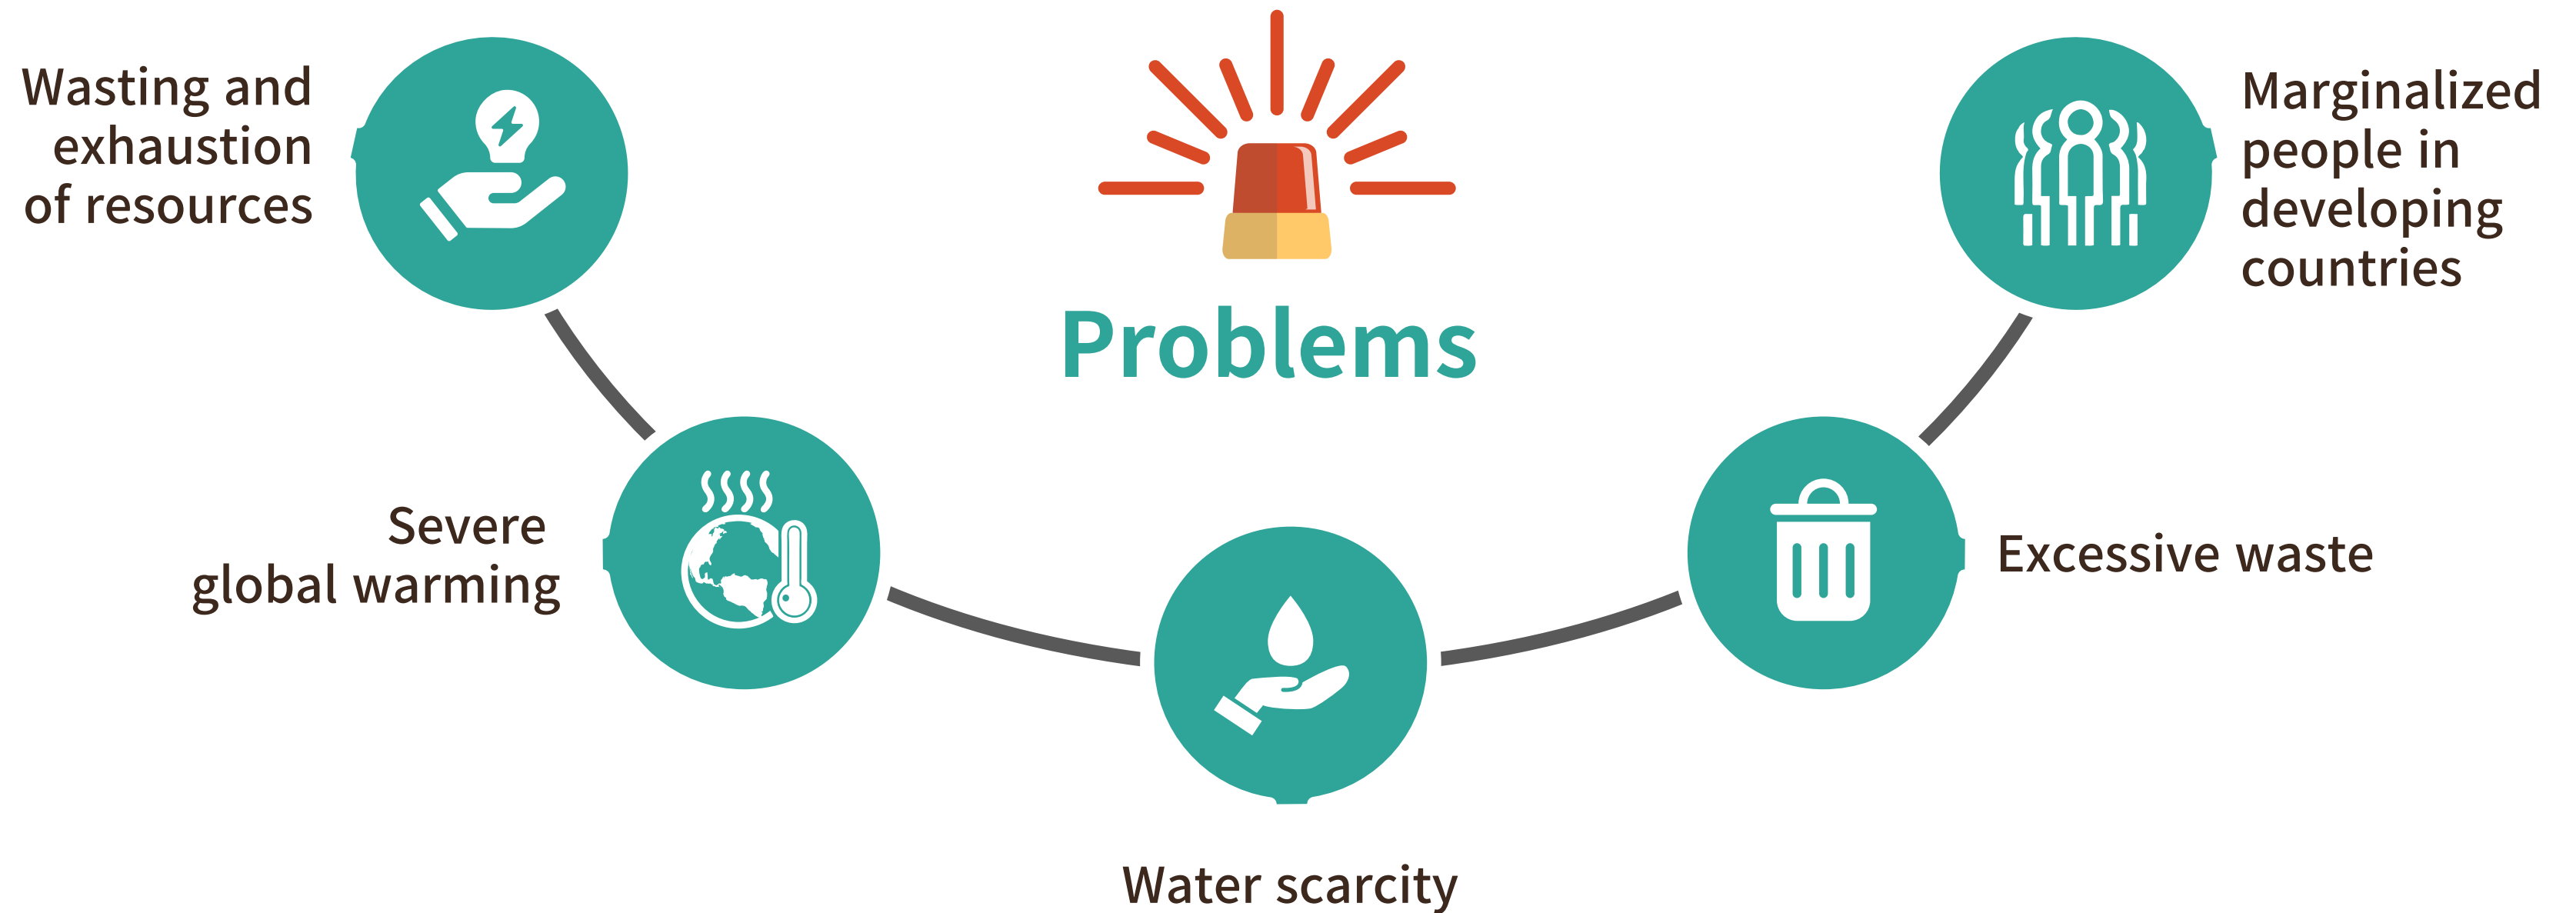 Problems
Wasting and
exhaustion
of resources
Severe
global warming
Water scarcity
Excessive waste
Marginalized
people in
developing
countries